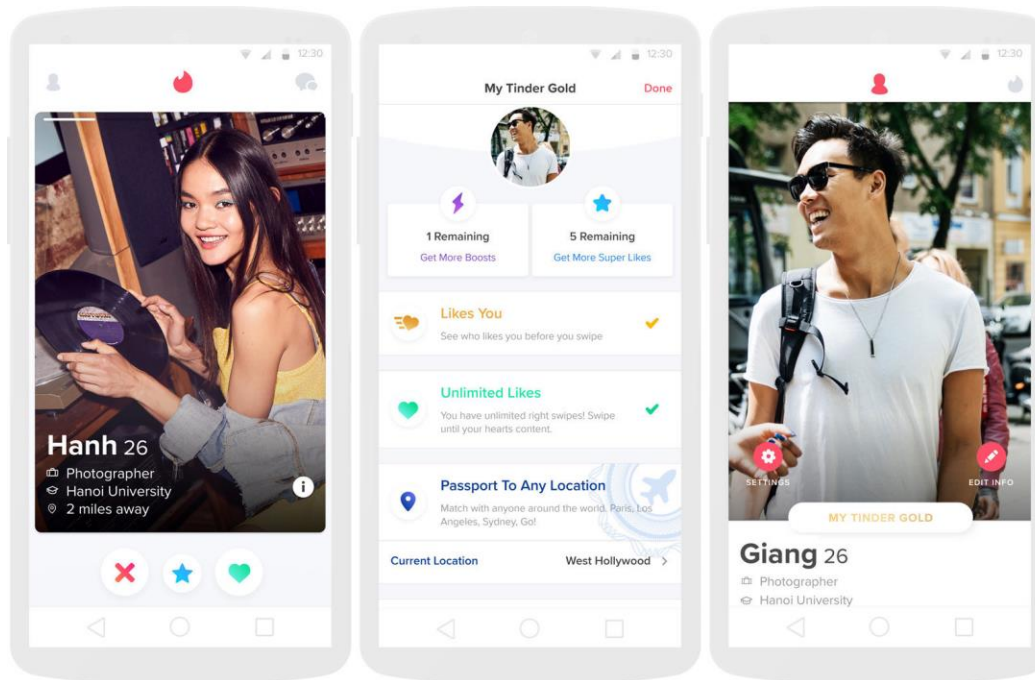 12:30
Hanh 26
Photographer
Hanoi University
2 miles away
12:30
My Tinder Gold
Done
1 Remaining
Get More Boosts
5 Remaining
Get More Super Likes
Likes You
See who likes you before you swipe
Unlimited Likes
You have unlimited right swipes! Swipe
until your hearts content.
Passport To Any Location
Match with anyone around the world. Paris, Los
Angeles, Sydney, Go!
Current Location
West Hollywood
12:30
SETTINGS
EDIT INFO
MY TINDER GOLD
Giang 26
Photographer
Hanoi University